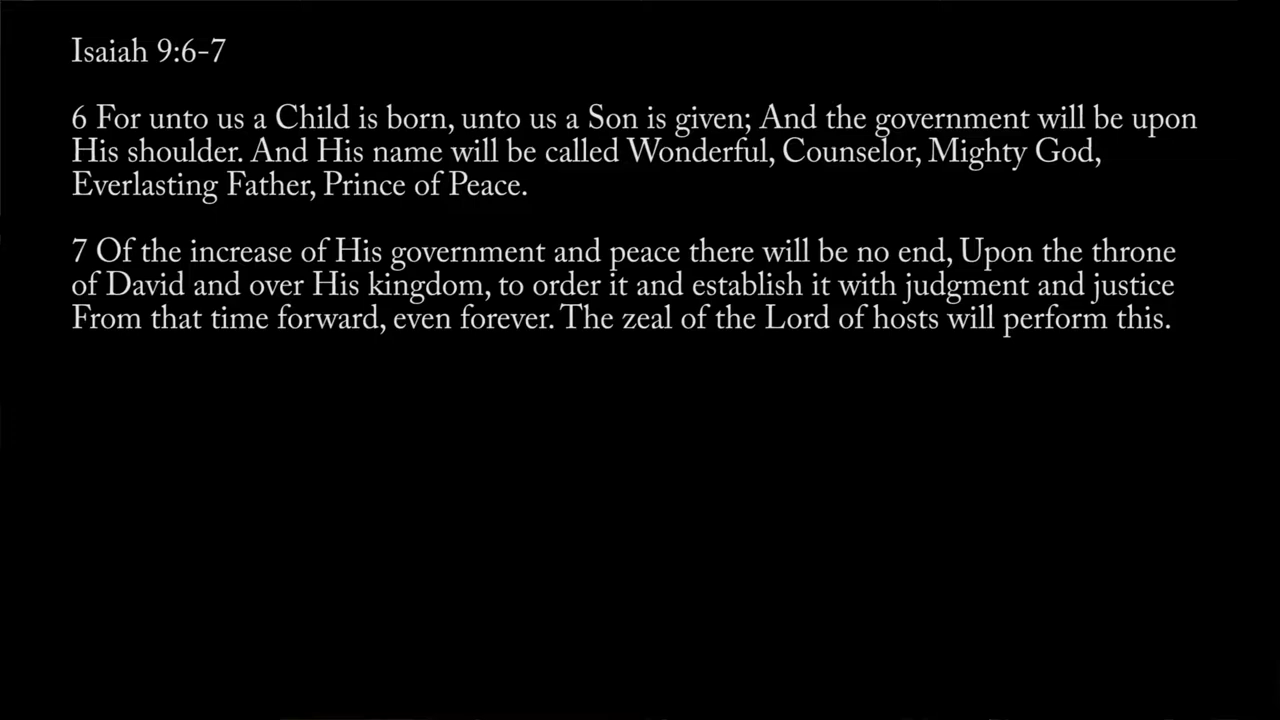 Isaiah 9:6-7
6 For unto us a Child is born, unto us a Son is given; And the government will be upon
His shoulder. And His name will be called Wonderful, Counselor, Mighty God,
Everlasting Father, Prince of Peace.
7 Of the increase of His government and peace there will be no end, Upon the throne
of David and over His kingdom, to order it and establish it with judgment and justice
From that time forward, even forever. The zeal of the Lord of hosts will perform this.